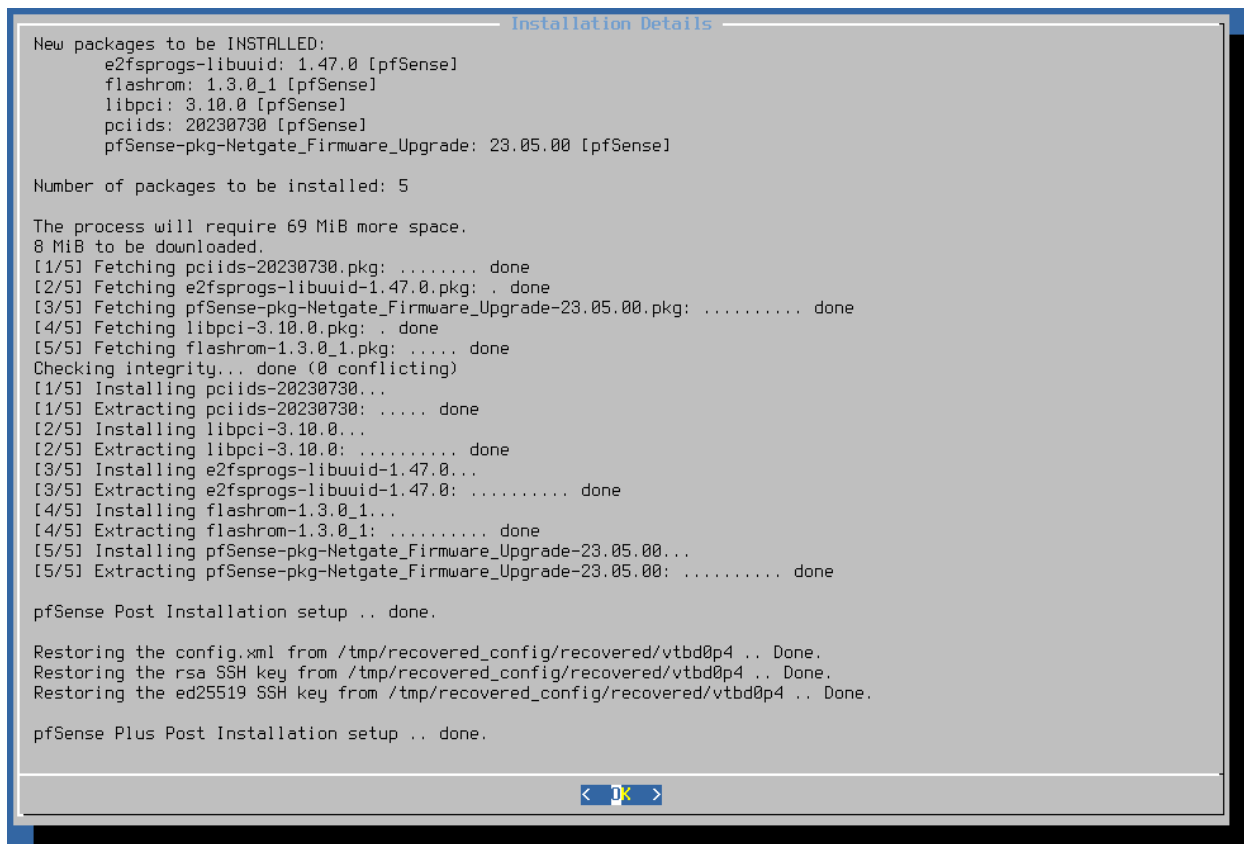 Installation Details
New packages to be INSTALLED:
e2fsprogs-libuuid: 1.47.0 [pfSense]
flashrom: 1.3.0_1 [pfSense]
libpci: 3.10.0 [pfSense]
pciids: 20230730 [pfSense]
pfSense-pkg-Netgate_Firmware_Upgrade: 23.05.00 [pfSense]
Number of packages to be installed: 5
The process will require 69 MiB more space.
8 MiB to be downloaded.
[1/5] Fetching pciids-20230730.pkg: ........ done
[2/5] Fetching e2fsprogs-libuuid-1.47.0.pkg: . done
[3/5] Fetching pfSense-pkg-Netgate_Firmware_Upgrade-23.05.00.pkg: .......... done
[4/5] Fetching libpci-3.10.0.pkg: . done
[5/5] Fetching flashrom-1.3.0_1.pkg: ..... done
Checking integrity... done (0 conflicting)
[1/5] Installing pciids-20230730...
[1/5] Extracting pciids-20230730: ..... done
[2/5] Installing libpci-3.10.0...
[2/5] Extracting libpci-3.10.0: .......... done
[3/5] Installing e2fsprogs-libuuid-1.47.0...
[3/5] Extracting e2fsprogs-libuuid-1.47.0: .......... done
[4/5] Installing flashrom-1.3.0_1...
[4/5] Extracting flashrom-1.3.0_1: .......... done
[5/5] Installing pfSense-pkg-Netgate_Firmware_Upgrade-23.05.00...
[5/5] Extracting pfSense-pkg-Netgate_Firmware_Upgrade-23.05.00: .......... done
pfSense Post Installation setup .. done.
Restoring the config.xml from /tmp/recovered_config/recovered/vtbd0p4 .. Done.
Restoring the rsa SSH key from /tmp/recovered_config/recovered/vtbd0p4 .. Done.
Restoring the ed25519 SSH key from /tmp/recovered_config/recovered/vtbd0p4 .. Done.
pfSense Plus Post Installation setup .. done.
< OK >